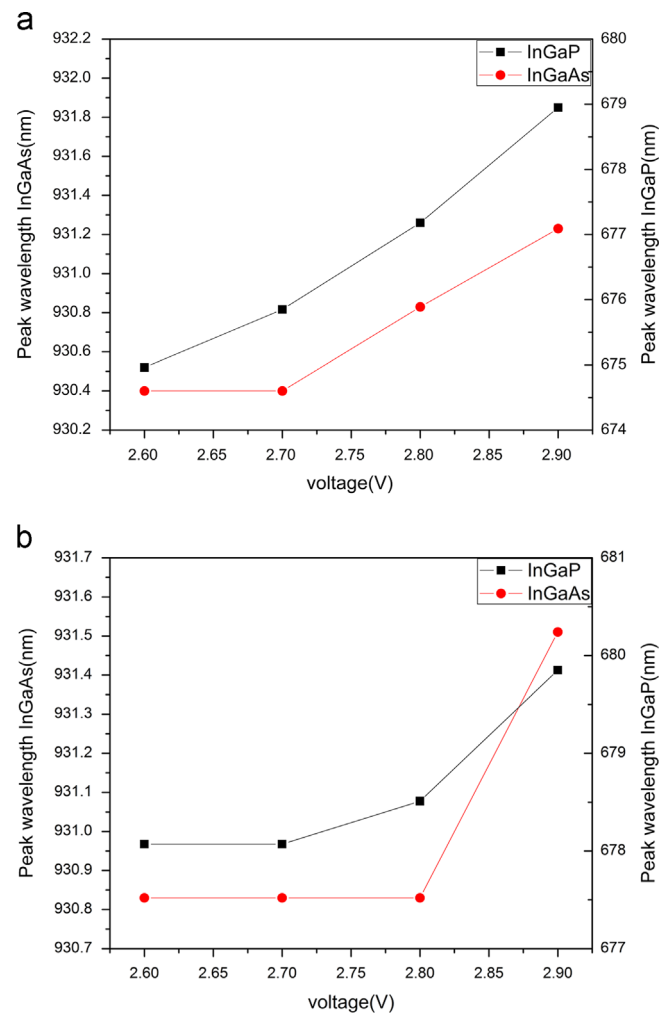 a
InGaP
InGaAs
932.2
932.0
931.8
931.6
931.4
931.2
931.0
930.8
930.6
930.4
930.2
Peak wavelength InGaAs(nm)
680
679
678
677
676
675
674
Peak wavelength InGaP(nm)
2.60 2.65 2.70 2.75 2.80 2.85 2.90
voltage(V)
b
InGaP
InGaAs
931.7
931.6
931.5
931.4
931.3
931.2
931.1
931.0
930.9
930.8
930.7
Peak wavelength InGaAs(nm)
681
680
679
678
677
Peak wavelength InGaP(nm)
2.60 2.65 2.70 2.75 2.80 2.85 2.90
voltage(V)